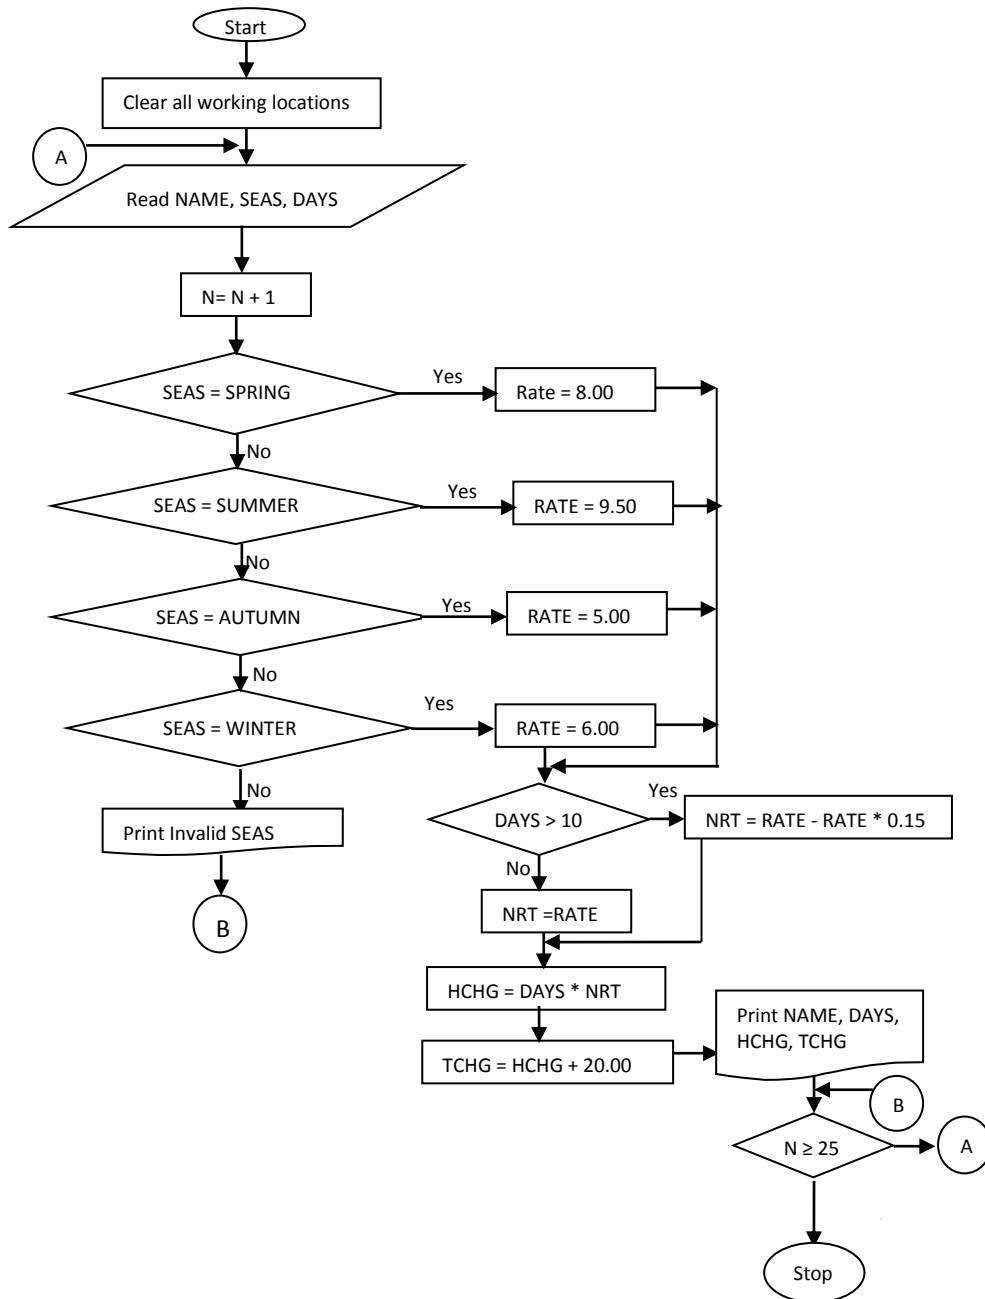 Start
Clear all working locations
A
Read NAME, SEAS, DAYS
N= N + 1
SEAS = SPRING
Yes
Rate = 8.00
No
SEAS = SUMMER
Yes
RATE = 9.50
No
SEAS = AUTUMN
Yes
RATE = 5.00
No
SEAS = WINTER
Yes
RATE = 6.00
No
Print Invalid SEAS
B
DAYS > 10
Yes
NRT = RATE - RATE * 0.15
No
NRT =RATE
HCHG = DAYS * NRT
TCHG = HCHG + 20.00
Print NAME, DAYS,
HCHG, TCHG
B
N ≥ 25
A
Stop